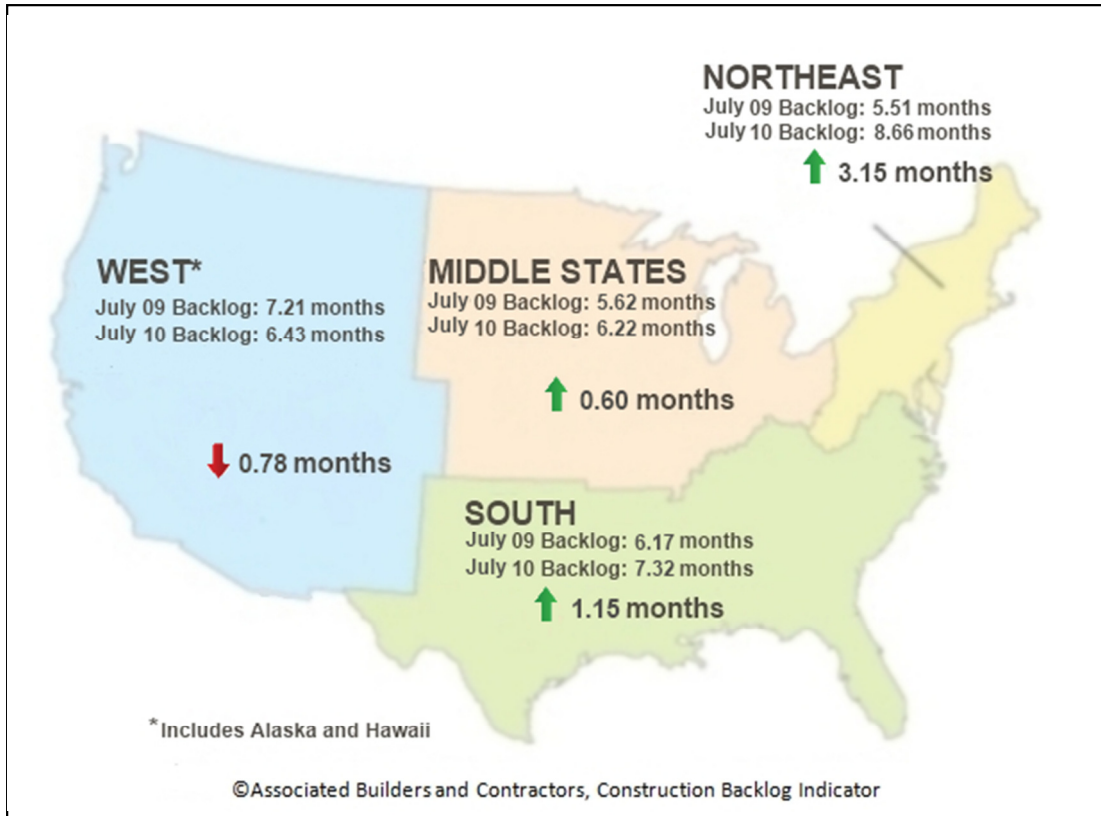 NORTHEAST
July 09 Backlog: 5.51 months
July 10 Backlog: 8.66 months
3.15 months
WEST*
July 09 Backlog: 7.21 months
July 10 Backlog: 6.43 months
0.78 months
MIDDLE STATES
July 09 Backlog: 5.62 months
July 10 Backlog: 6.22 months
0.60 months
SOUTH
July 09 Backlog: 6.17 months
July 10 Backlog: 7.32 months
1.15 months
*Includes Alaska and Hawaii
©Associated Builders and Contractors, Construction Backlog Indicator